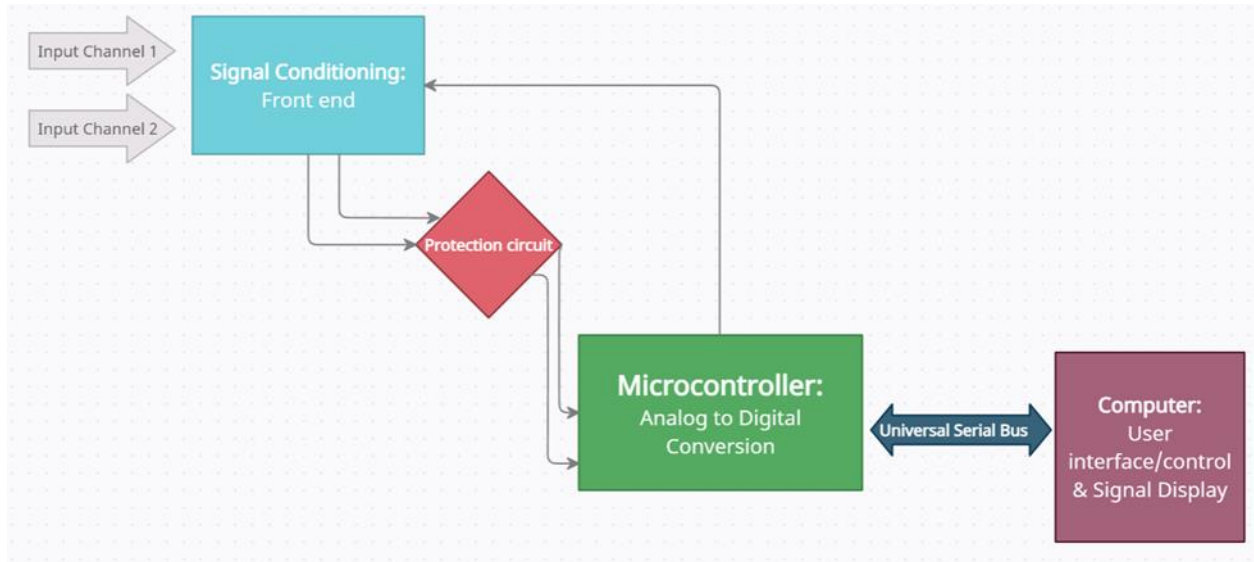 Input Channel 1
Input Channel 2
Signal Conditioning:
Front end
Protection circuit
Microcontroller:
Analog to Digital
Conversion
Universal Serial Bus
Computer:
User
interface/control
& Signal Display